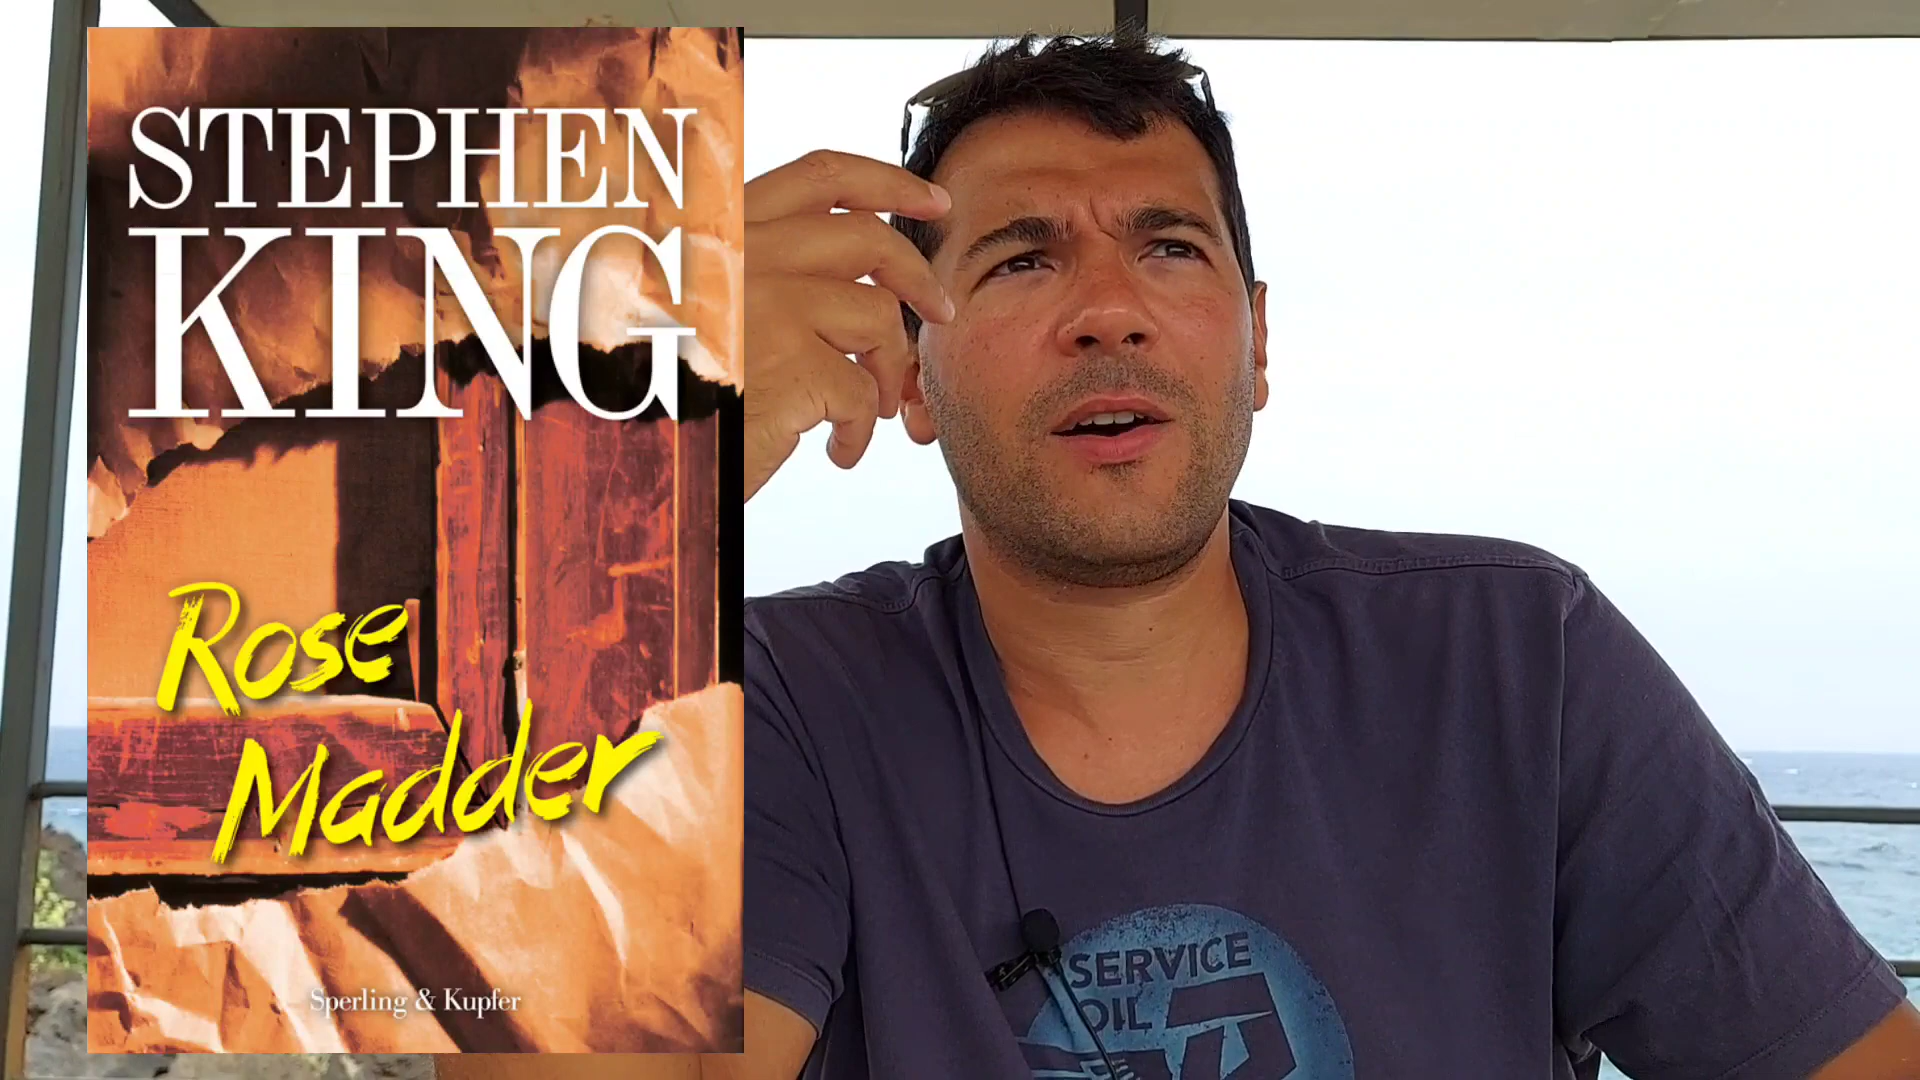 STEPHEN
KING
Rose
Madder
Sperling & Kupfer
SERVICE
OIL